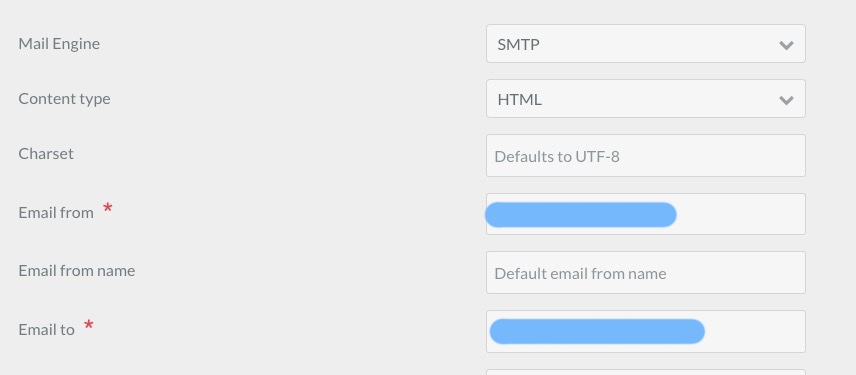 Mail Engine
SMTP
Content type
HTML
Charset
Defaults to UTF-8
Email from *
Email from name
Default email from name
Email to *